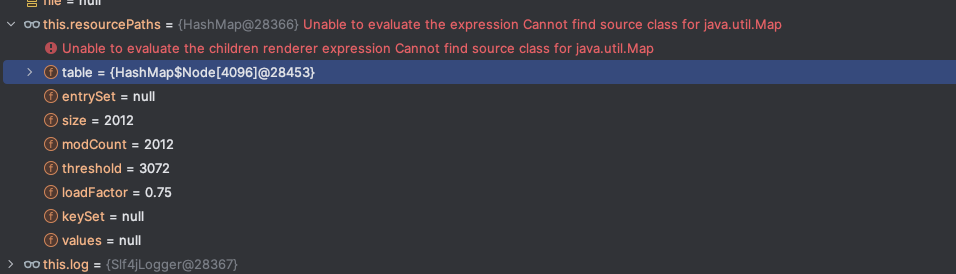 file = null
this.resourcePaths = {HashMap@28366} Unable to evaluate the expression Cannot find source class for java.util.Map
Unable to evaluate the children renderer expression Cannot find source class for java.util.Map
table = {HashMap$Node[4096]@28453}
entrySet = null
size = 2012
modCount = 2012
threshold = 3072
loadFactor = 0.75
keySet = null
values = null
this.log = {Slf4jLogger@28367}